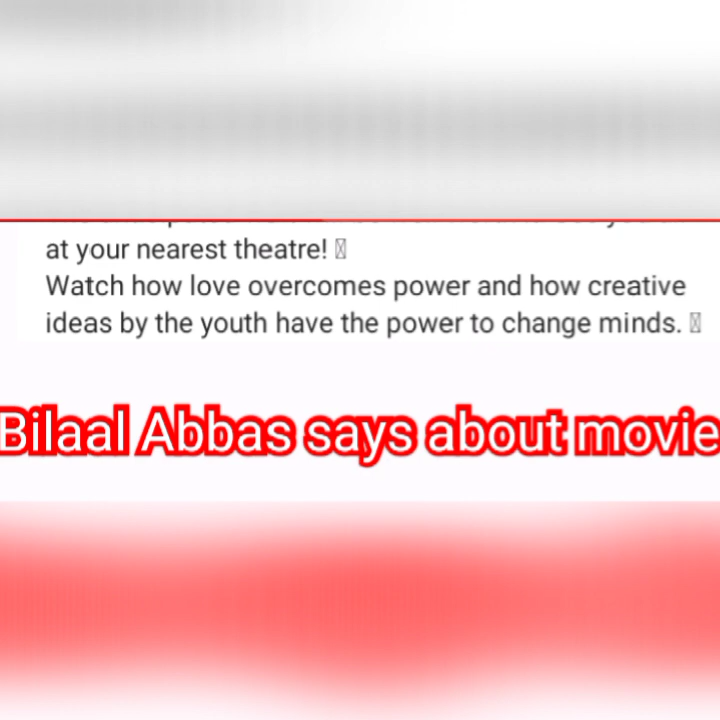 at your nearest theatre!
Watch how love overcomes power and how creative
ideas by the youth have the power to change minds.
Bilaal Abbas says about movie